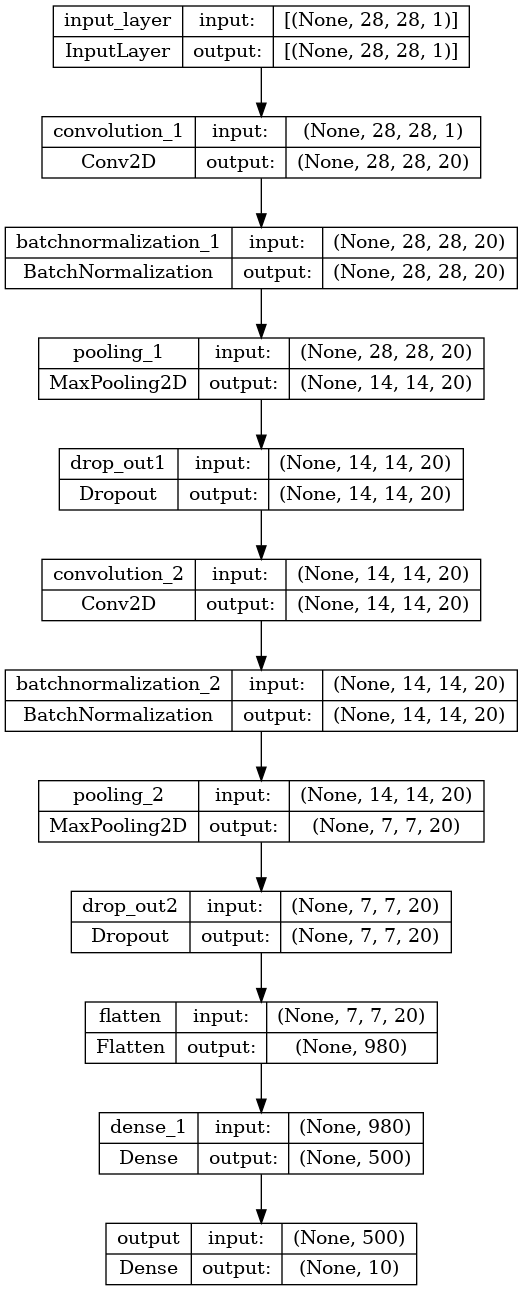 input_layer input: [(None, 28, 28, 1)]
InputLayer output: [(None, 28, 28, 1)]
convolution_1 input: (None, 28, 28, 1)
Conv2D output: (None, 28, 28, 20)
batchnormalization_1 input: (None, 28, 28, 20)
BatchNormalization output: (None, 28, 28, 20)
pooling_1 input: (None, 28, 28, 20)
MaxPooling2D output: (None, 14, 14, 20)
drop_out1 input: (None, 14, 14, 20)
Dropout output: (None, 14, 14, 20)
convolution_2 input: (None, 14, 14, 20)
Conv2D output: (None, 14, 14, 20)
batchnormalization_2 input: (None, 14, 14, 20)
BatchNormalization output: (None, 14, 14, 20)
pooling_2 input: (None, 14, 14, 20)
MaxPooling2D output: (None, 7, 7, 20)
drop_out2 input: (None, 7, 7, 20)
Dropout output: (None, 7, 7, 20)
flatten input: (None, 7, 7, 20)
Flatten output: (None, 980)
dense_1 input: (None, 980)
Dense output: (None, 500)
output input: (None, 500)
Dense output: (None, 10)